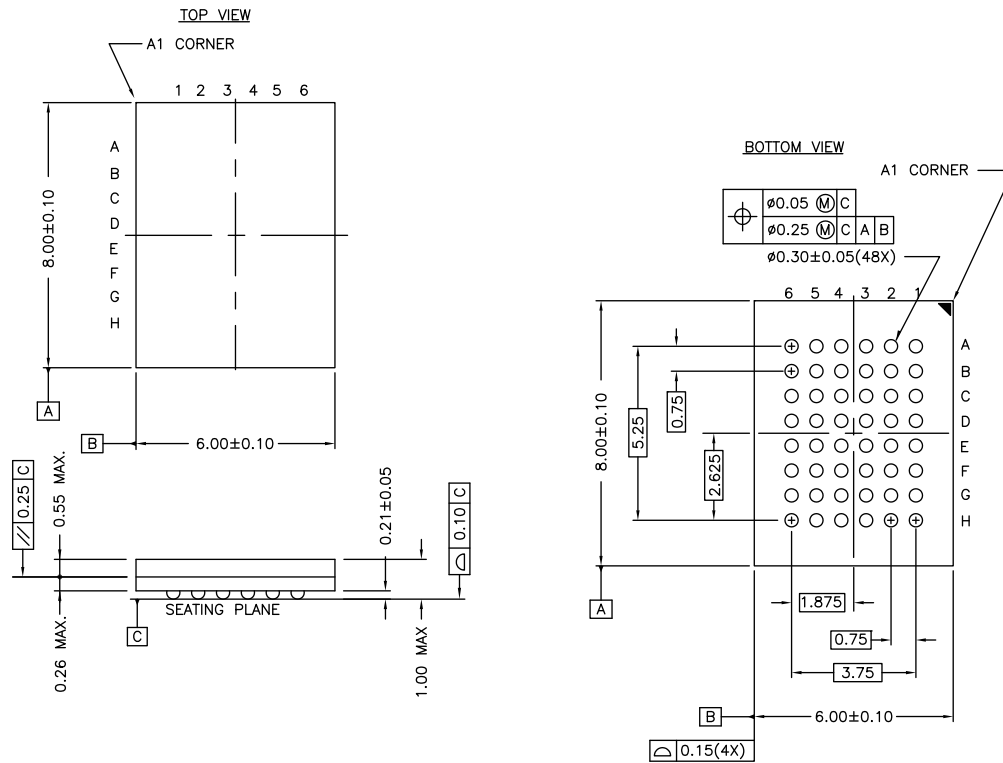 TOP VIEW
A1 CORNER
1 2 3 4 5 6
A
B
C
D
E
F
G
H
8.00±0.10
A
B
6.00±0.10
// 0.25 C
0.55 MAX.
0.26 MAX.
0.21±0.05
⌓ 0.10 C
SEATING PLANE
C
1.00 MAX
BOTTOM VIEW
A1 CORNER
⌖ ø0.05 Ⓜ C
ø0.25 Ⓜ C A B
ø0.30±0.05(48X)
6 5 4 3 2 1
A
B
C
D
E
F
G
H
8.00±0.10
5.25
0.75
2.625
A
1.875
0.75
3.75
B
6.00±0.10
⌓ 0.15(4X)